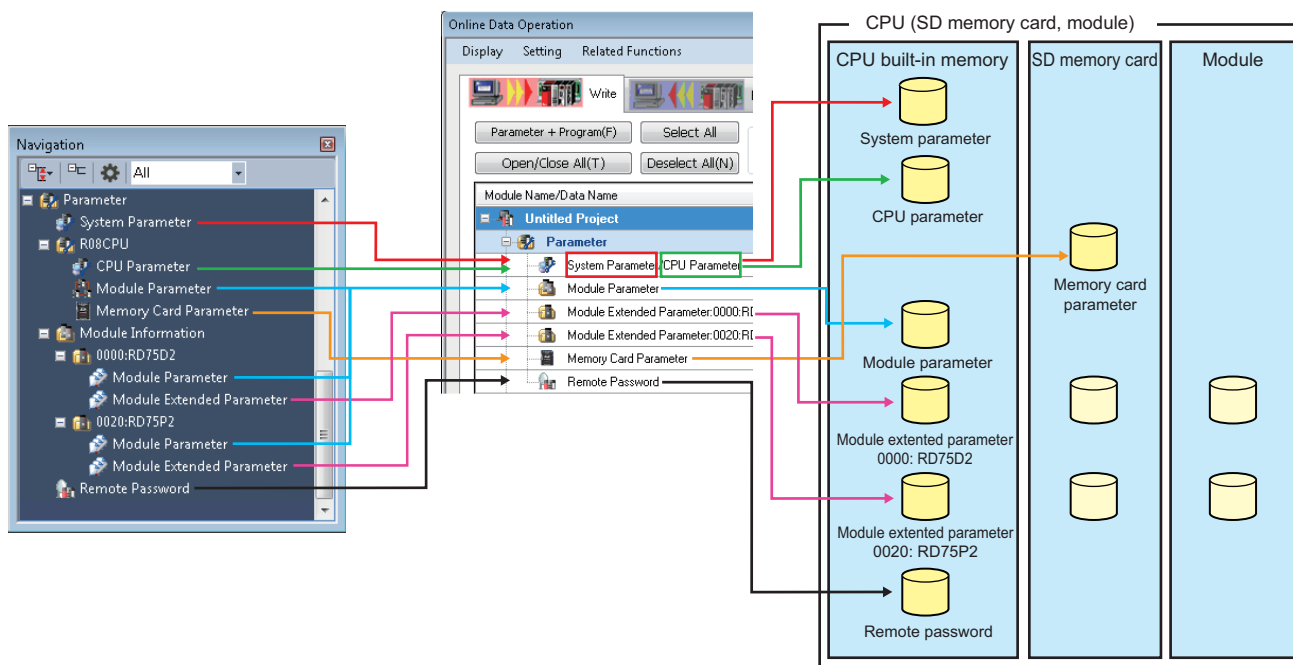 Navigation
All
Parameter
System Parameter
R08CPU
CPU Parameter
Module Parameter
Memory Card Parameter
Module Information
0000:RD75D2
Module Parameter
Module Extended Parameter
0020:RD75P2
Module Parameter
Module Extended Parameter
Remote Password
Online Data Operation
Display Setting Related Functions
Write
Parameter + Program(F) Select All
Open/Close All(T) Deselect All(N)
Module Name/Data Name
Untitled Project
Parameter
System Parameter/CPU Parameter
Module Parameter
Module Extended Parameter:0000:RD
Module Extended Parameter:0020:RD
Memory Card Parameter
Remote Password
CPU (SD memory card, module)
CPU built-in memory
System parameter
CPU parameter
Module parameter
Module extented parameter
0000: RD75D2
Module extented parameter
0020: RD75P2
Remote password
SD memory card
Memory card
parameter
Module